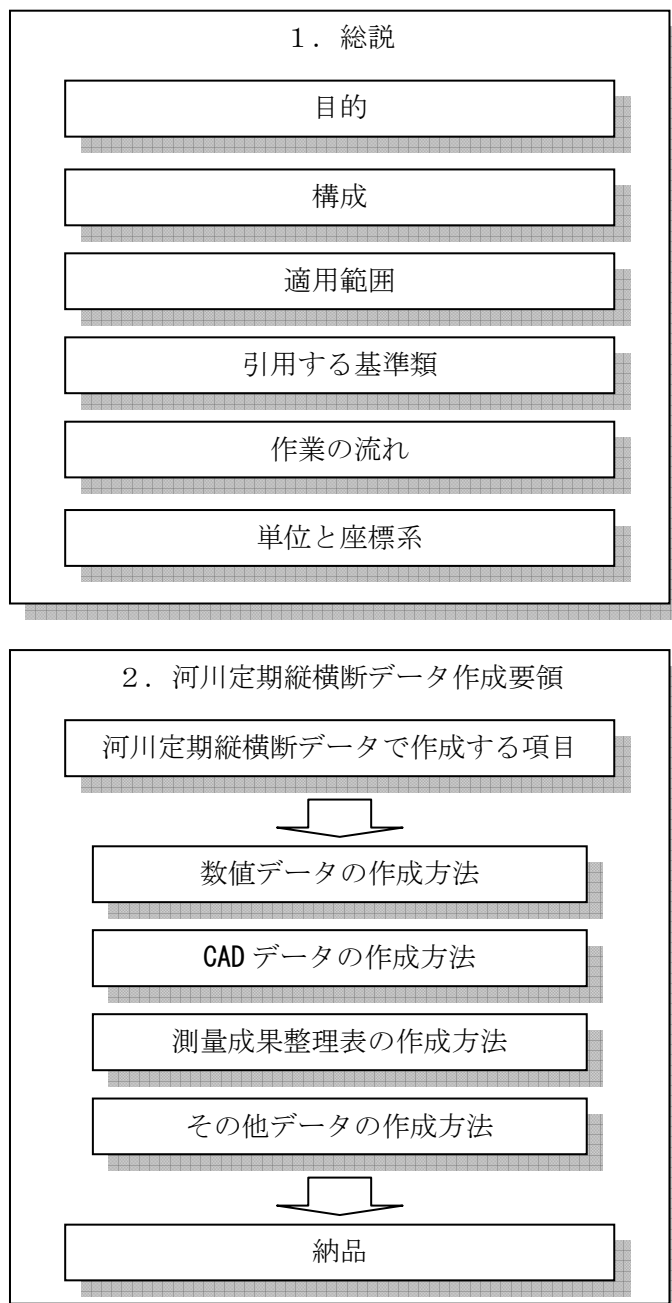 １．総説
目的
構成
適用範囲
引用する基準類
作業の流れ
単位と座標系
２．河川定期縦横断データ作成要領
河川定期縦横断データで作成する項目
数値データの作成方法
CAD データの作成方法
測量成果整理表の作成方法
その他データの作成方法
納品